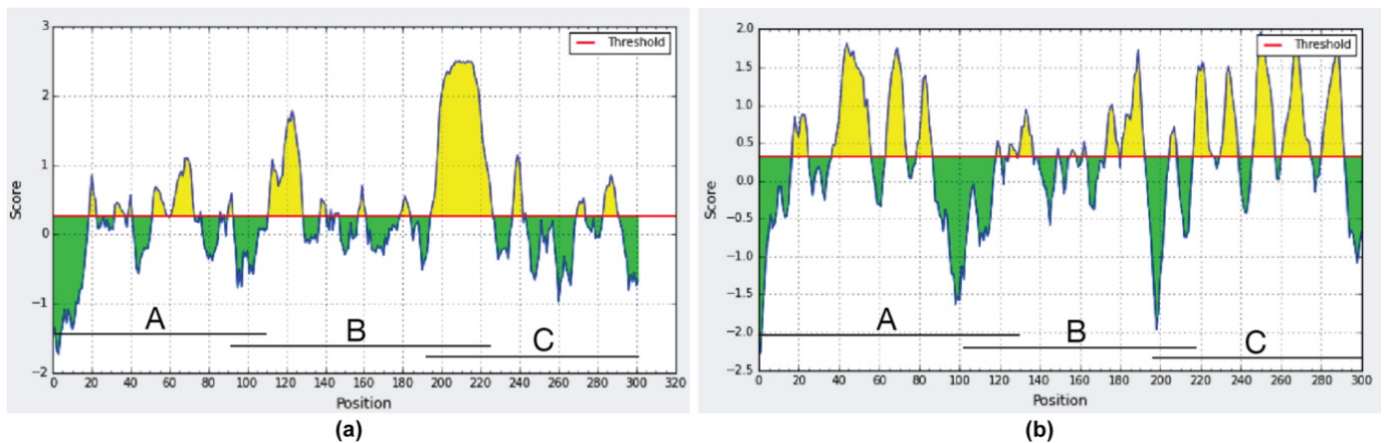 3
2
1
0
−1
−2
Score
Threshold
A
B
C
0 20 40 60 80 100 120 140 160 180 200 220 240 260 280 300 320
Position
(a)
2.0
1.5
1.0
0.5
0.0
−0.5
−1.0
−1.5
−2.0
−2.5
Score
Threshold
A
B
C
0 20 40 60 80 100 120 140 160 180 200 220 240 260 280 300
Position
(b)